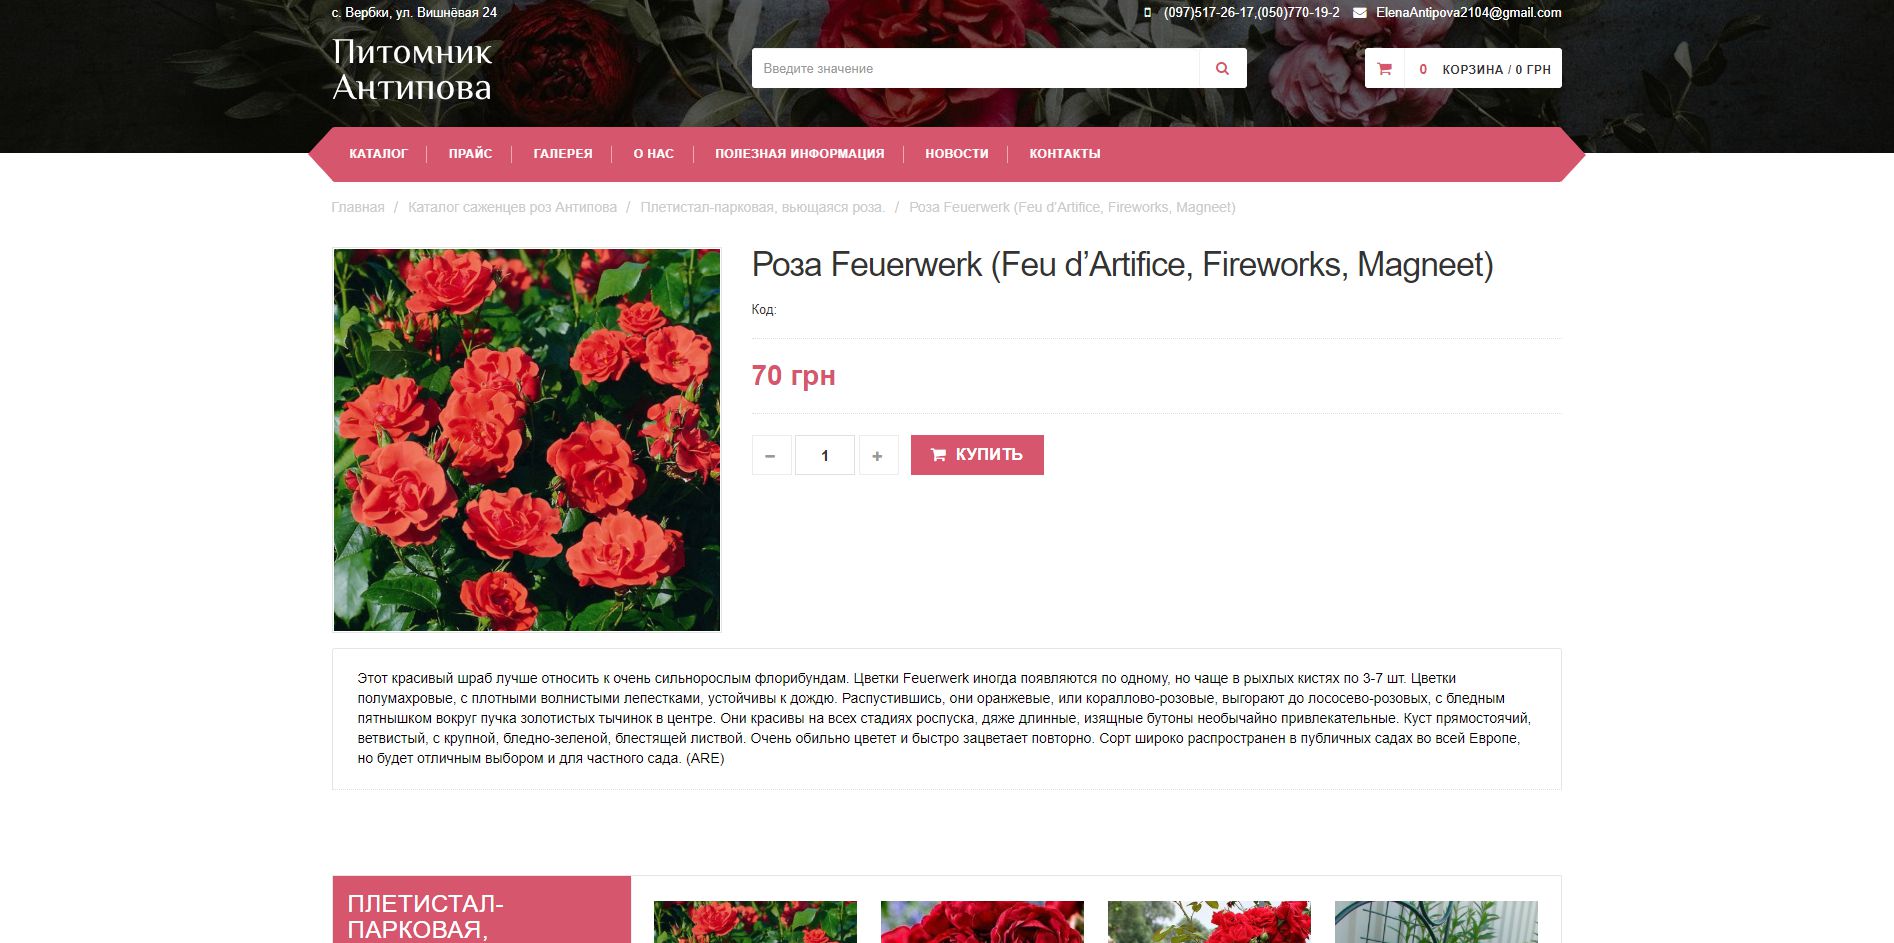 с. Вербки, ул. Вишнёвая 24
(097)517-26-17,(050)770-19-2 ElenaAntipova2104@gmail.com
Питомник
Антипова
Введите значение
0 КОРЗИНА / 0 ГРН
КАТАЛОГ ПРАЙС ГАЛЕРЕЯ О НАС ПОЛЕЗНАЯ ИНФОРМАЦИЯ НОВОСТИ КОНТАКТЫ
Главная / Каталог саженцев роз Антипова / Плетистал-парковая, вьющаяся роза. / Роза Feuerwerk (Feu d’Artifice, Fireworks, Magneet)
Роза Feuerwerk (Feu d’Artifice, Fireworks, Magneet)
Код:
70 грн
− 1 + КУПИТЬ
Этот красивый шраб лучше относить к очень сильнорослым флорибундам. Цветки Feuerwerk иногда появляются по одному, но чаще в рыхлых кистях по 3-7 шт. Цветки
полумахровые, с плотными волнистыми лепестками, устойчивы к дождю. Распустившись, они оранжевые, или кораллово-розовые, выгорают до лососево-розовых, с бледным
пятнышком вокруг пучка золотистых тычинок в центре. Они красивы на всех стадиях роспуска, дяже длинные, изящные бутоны необычайно привлекательные. Куст прямостоячий,
ветвистый, с крупной, бледно-зеленой, блестящей листвой. Очень обильно цветет и быстро зацветает повторно. Сорт широко распространен в публичных садах во всей Европе,
но будет отличным выбором и для частного сада. (ARE)
ПЛЕТИСТАЛ-
ПАРКОВАЯ,